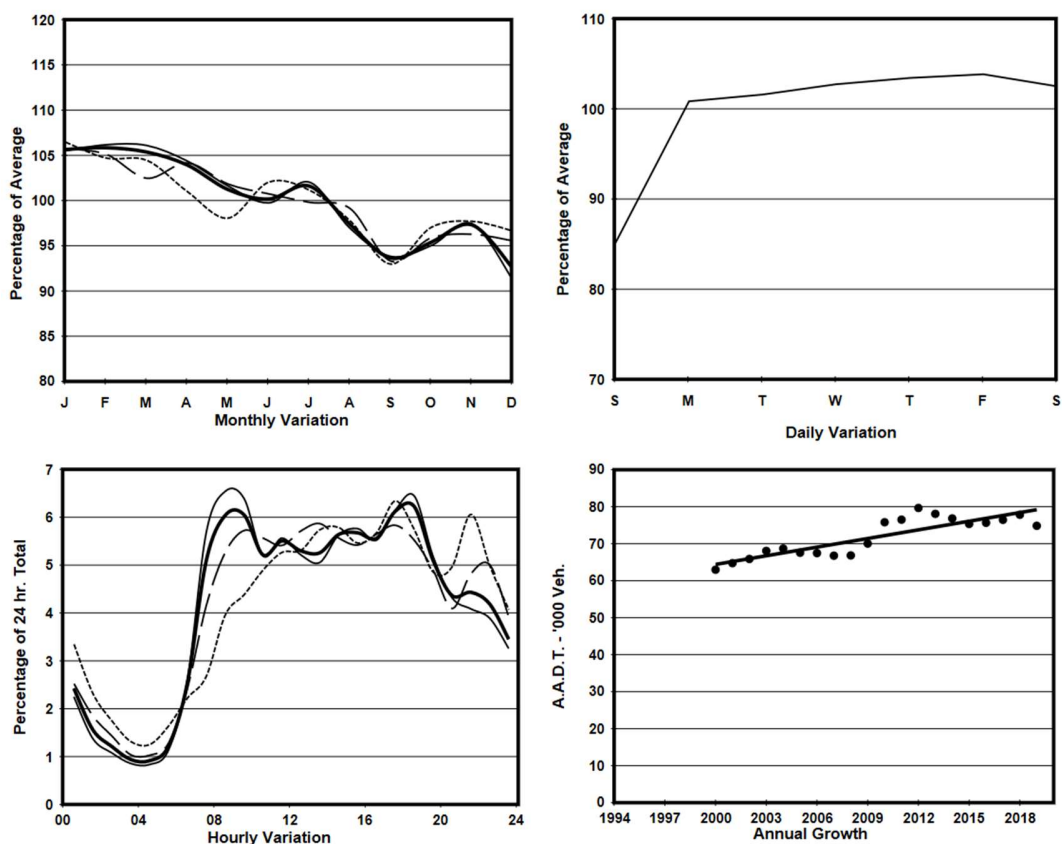 120
115
110
105
100
95
90
85
80
Percentage of Average
J F M A M J J A S O N D
Monthly Variation
110
100
90
80
70
Percentage of Average
S M T W T F S
Daily Variation
7
6
5
4
3
2
1
0
Percentage of 24 hr. Total
00 04 08 12 16 20 24
Hourly Variation
90
80
70
60
50
40
30
20
10
0
A.A.D.T. - '000 Veh.
1994 1997 2000 2003 2006 2009 2012 2015 2018
Annual Growth